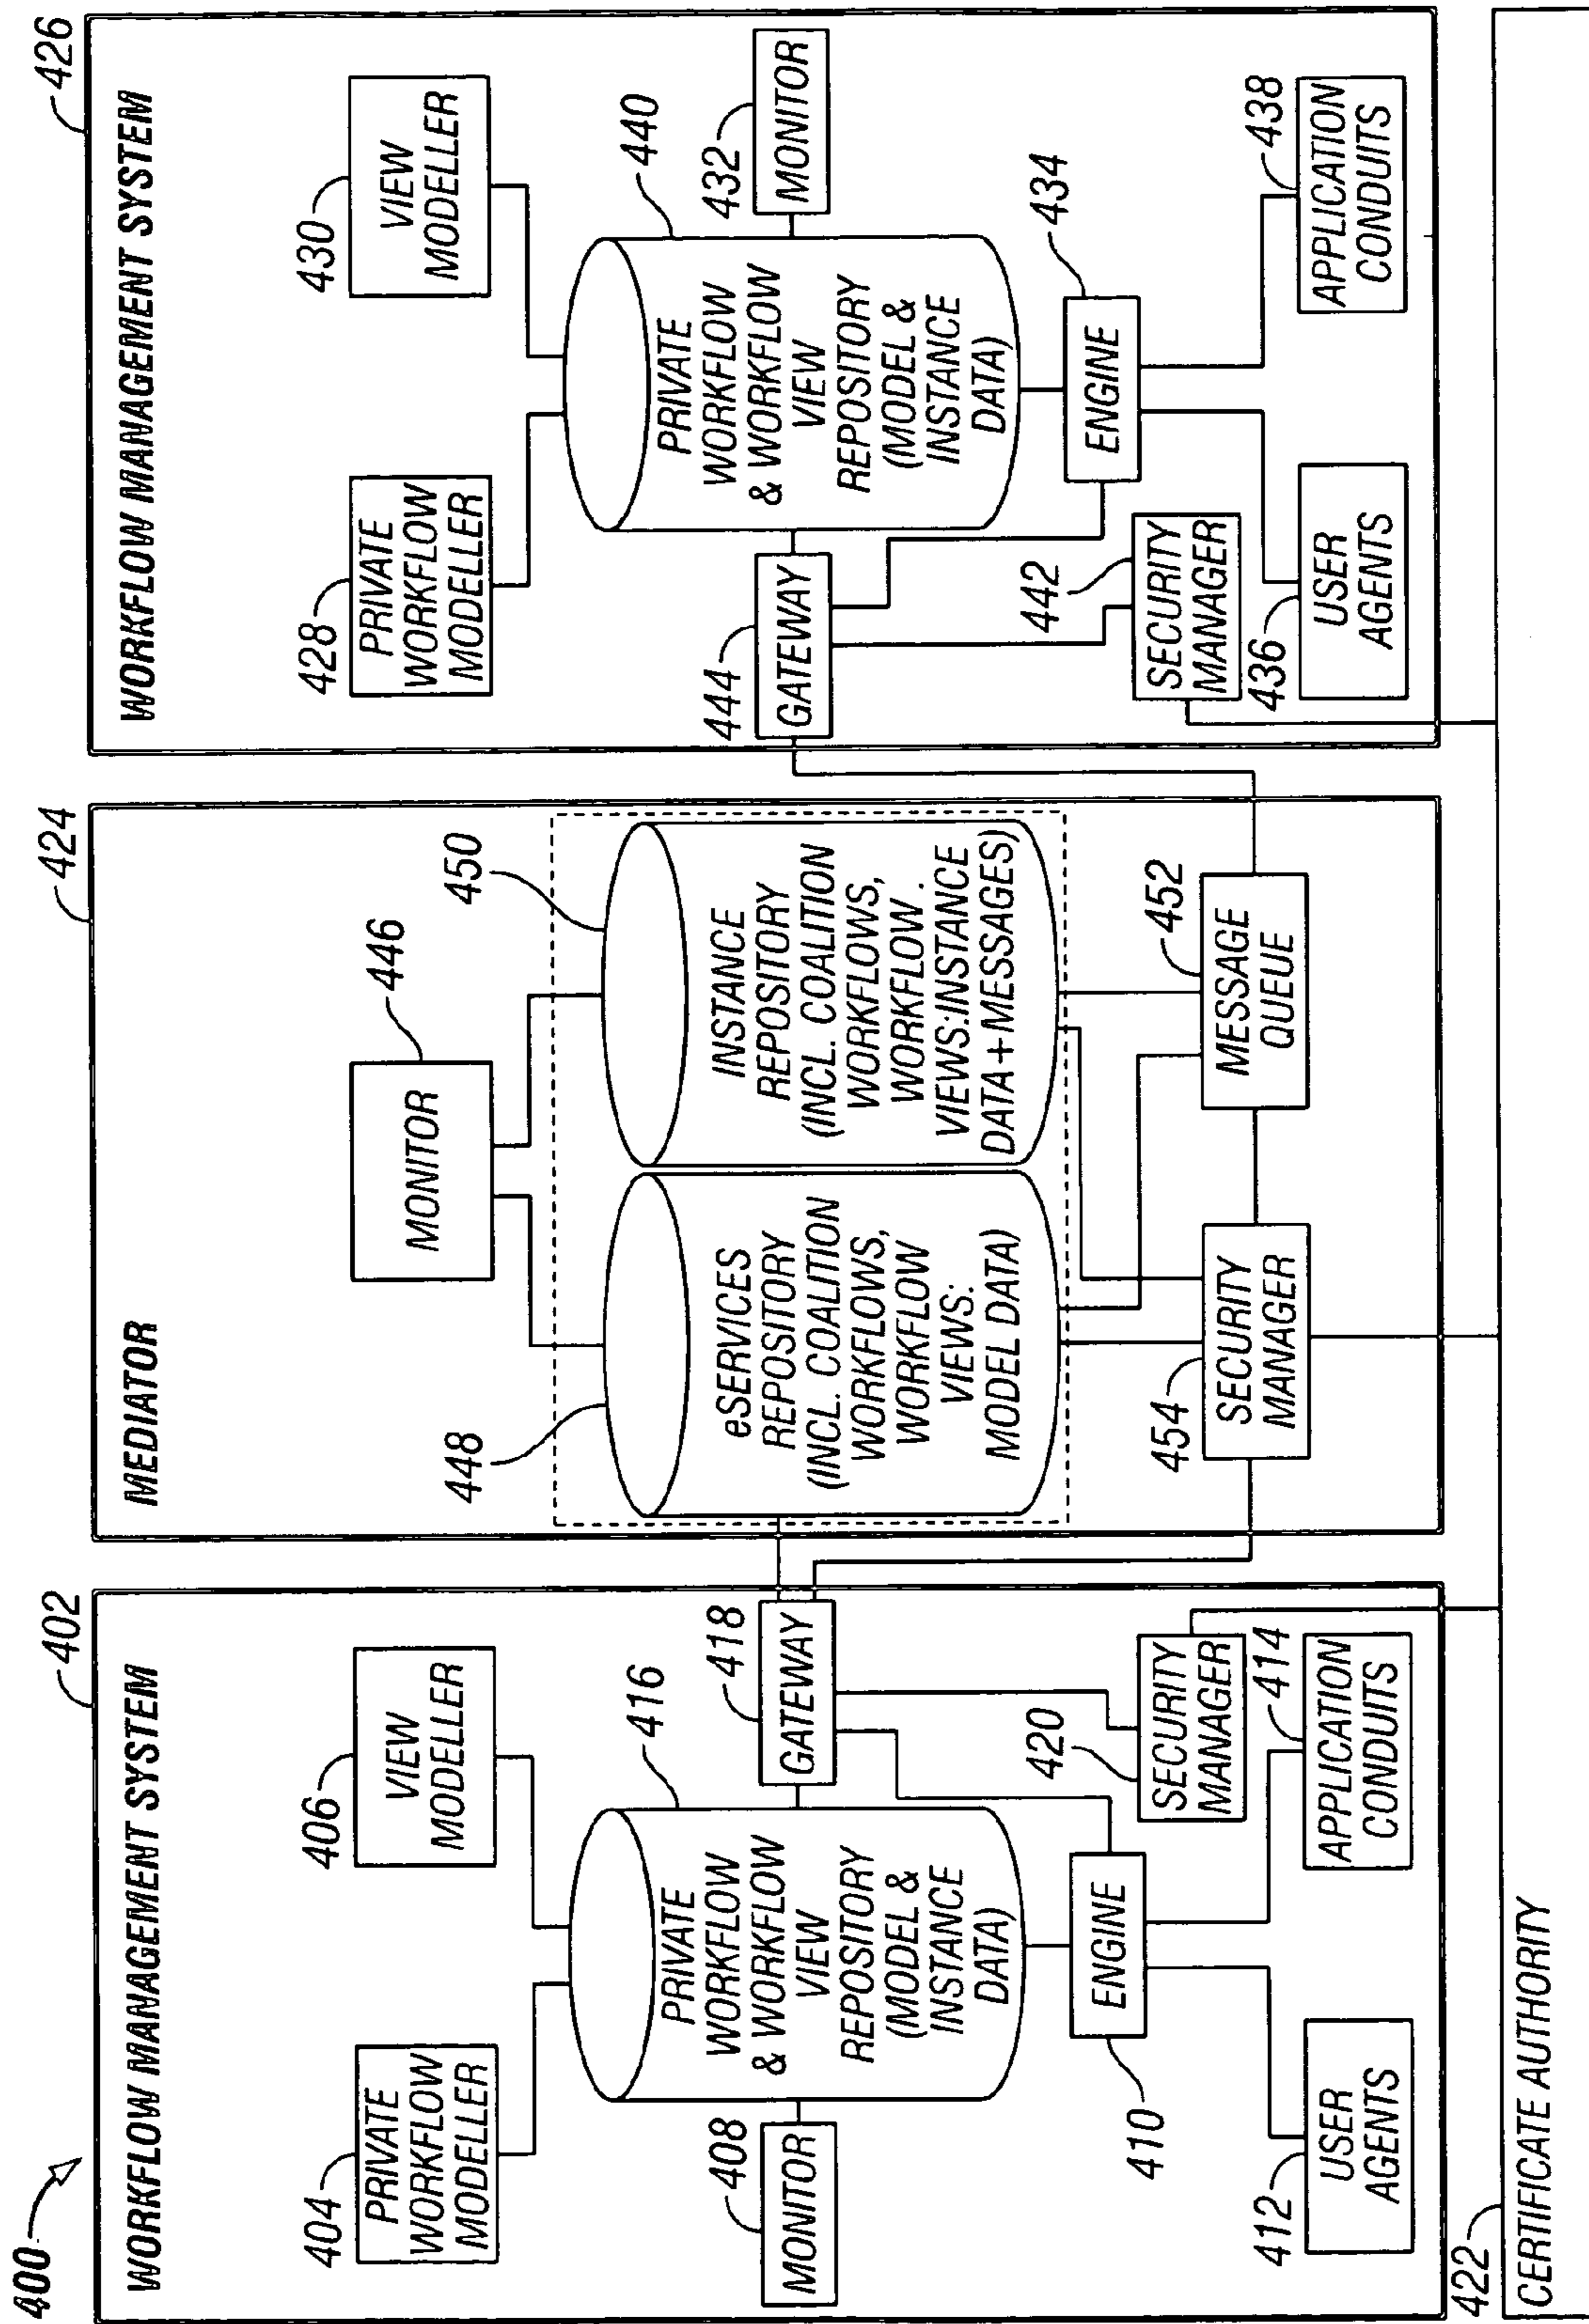 400
402
WORKFLOW MANAGEMENT SYSTEM
404
PRIVATE
WORKFLOW
MODELLER
406
VIEW
MODELLER
408
MONITOR
PRIVATE
WORKFLOW
& WORKFLOW
VIEW
REPOSITORY
(MODEL &
INSTANCE
DATA)
416
418
GATEWAY
410
ENGINE
420
SECURITY
MANAGER
412
USER
AGENTS
414
APPLICATION
CONDUITS
424
MEDIATOR
446
MONITOR
448
eSERVICES
REPOSITORY
(INCL. COALITION
WORKFLOWS,
WORKFLOW
VIEWS:
MODEL DATA)
450
INSTANCE
REPOSITORY
(INCL. COALITION
WORKFLOWS,
WORKFLOW.
VIEWS:INSTANCE
DATA+MESSAGES)
454
SECURITY
MANAGER
452
MESSAGE
QUEUE
426
WORKFLOW MANAGEMENT SYSTEM
428
PRIVATE
WORKFLOW
MODELLER
430
VIEW
MODELLER
444
GATEWAY
PRIVATE
WORKFLOW
& WORKFLOW
VIEW
REPOSITORY
(MODEL &
INSTANCE
DATA)
440
432
MONITOR
434
ENGINE
442
SECURITY
MANAGER
436
USER
AGENTS
438
APPLICATION
CONDUITS
422
CERTIFICATE AUTHORITY